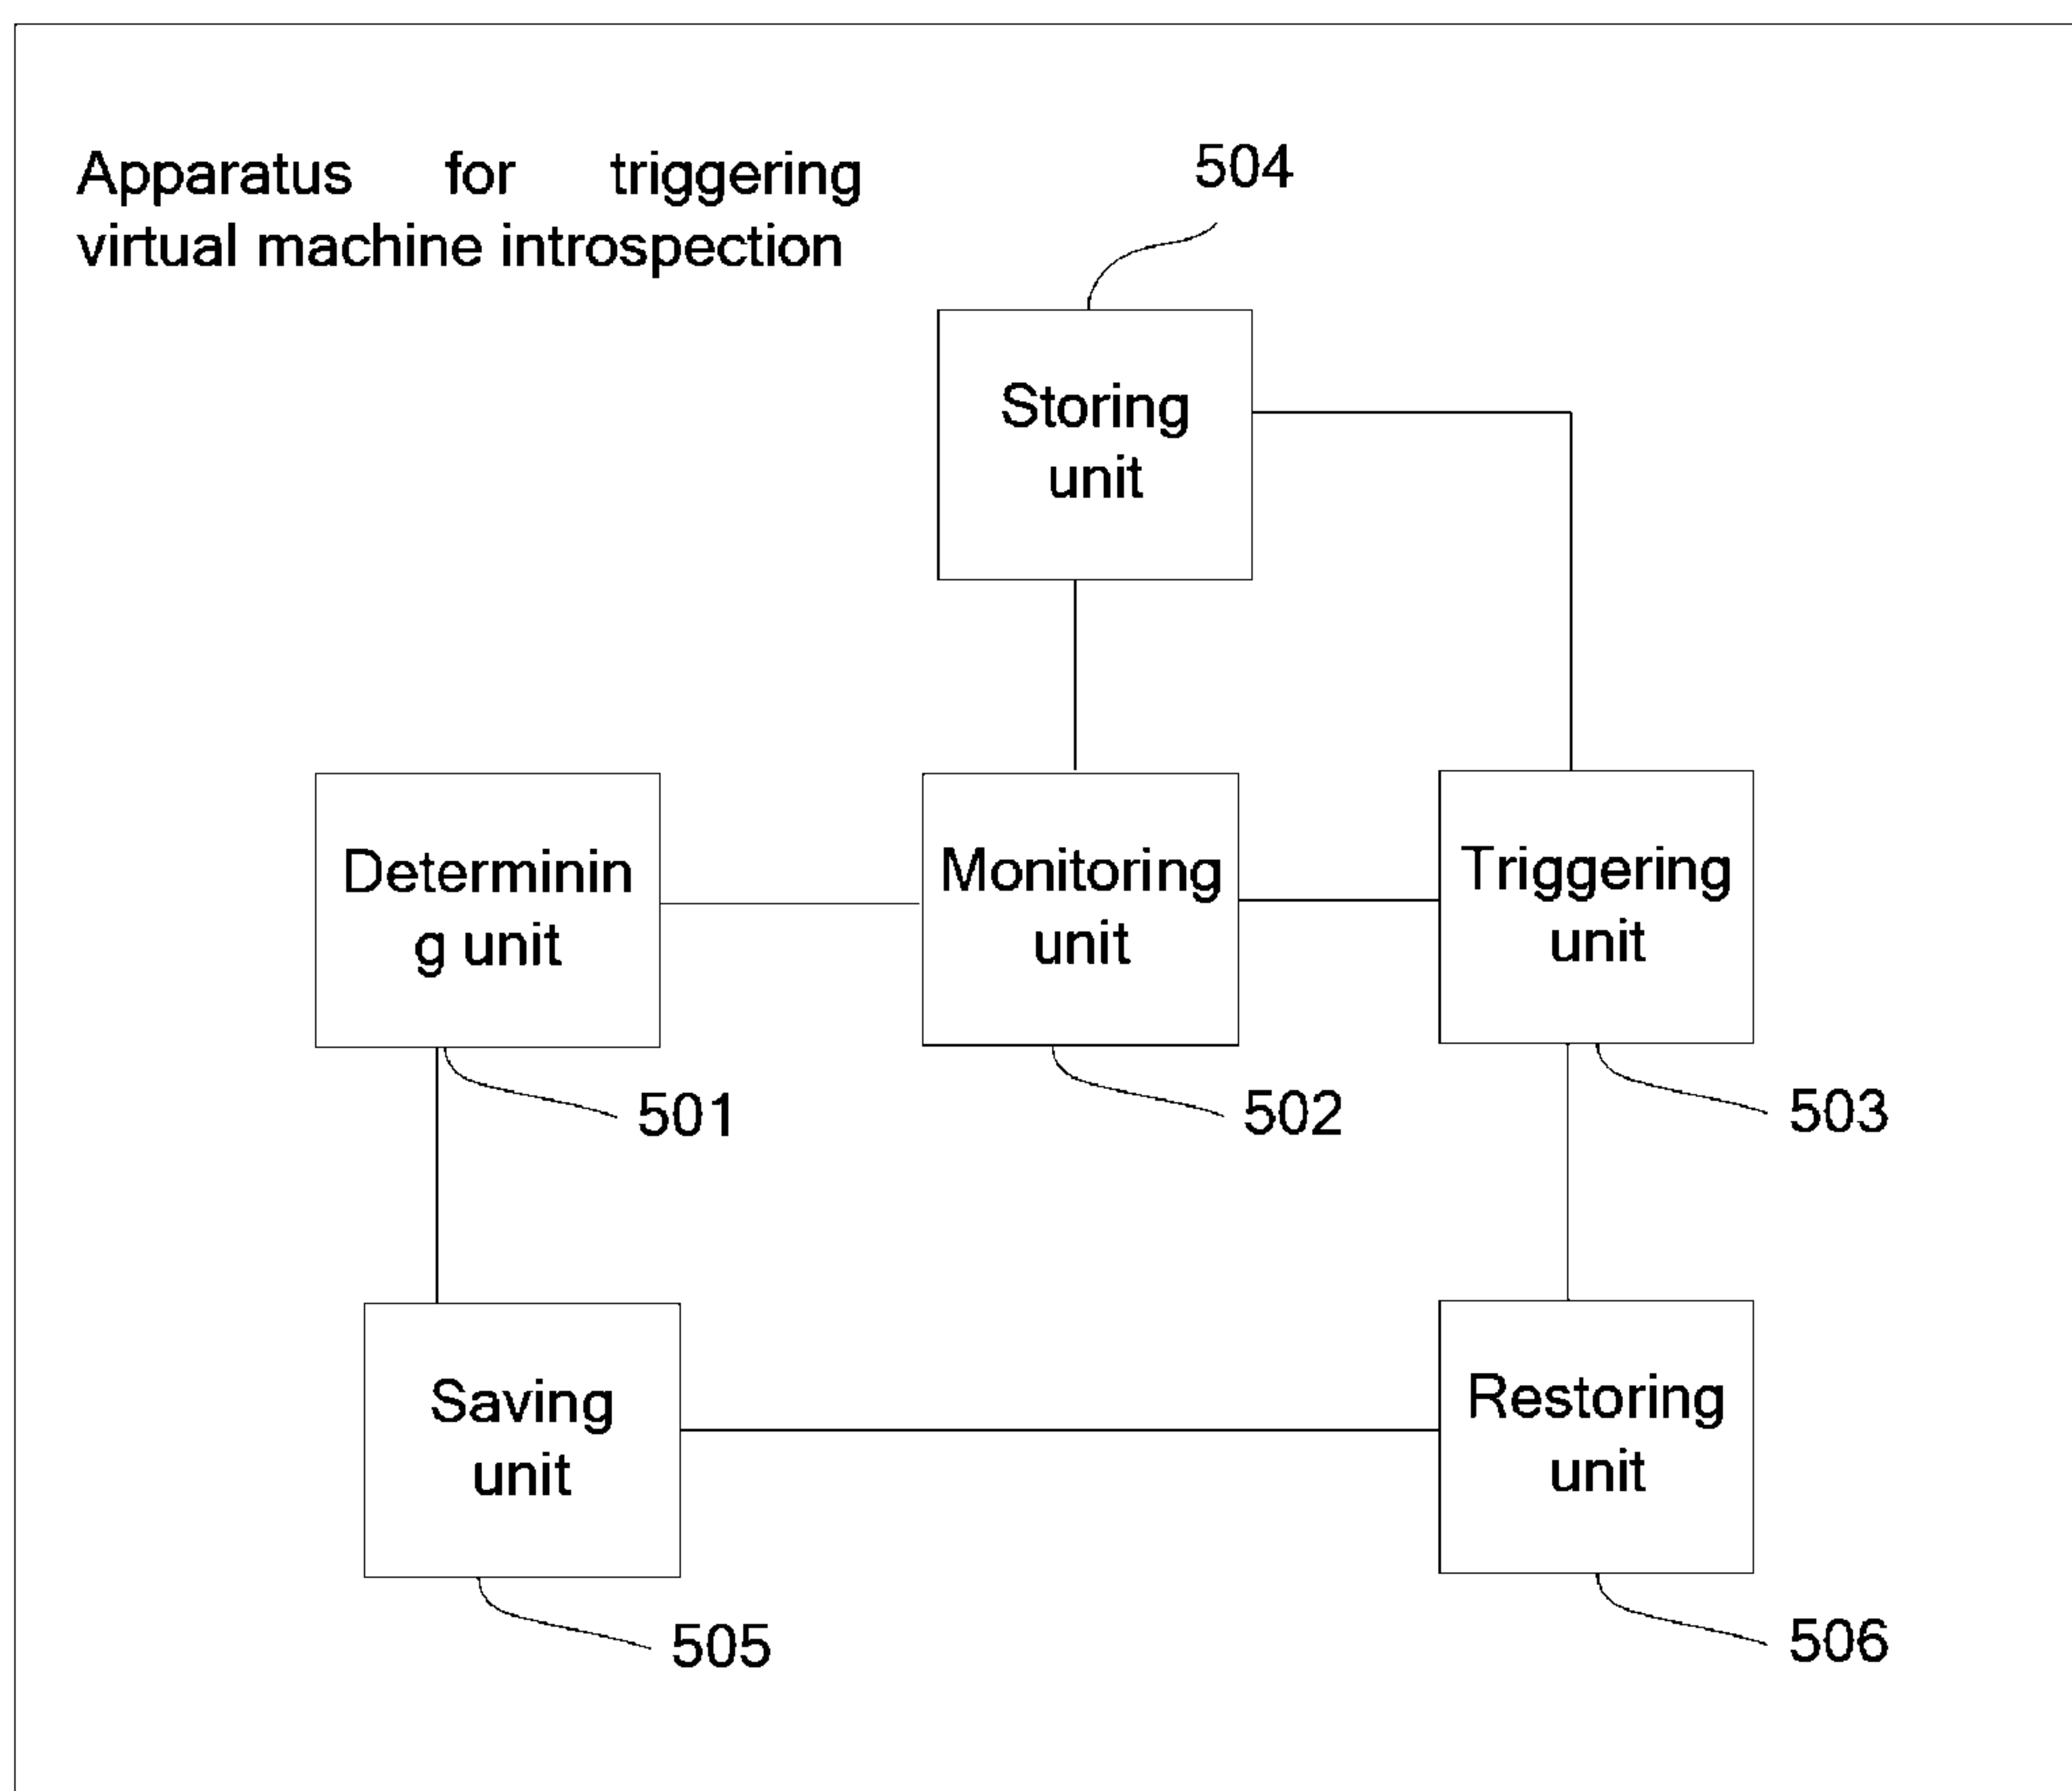 Apparatus for triggering
virtual machine introspection
504
Storing
unit
Determinin
g unit
Monitoring
unit
Triggering
unit
501
502
503
Saving
unit
Restoring
unit
505
506